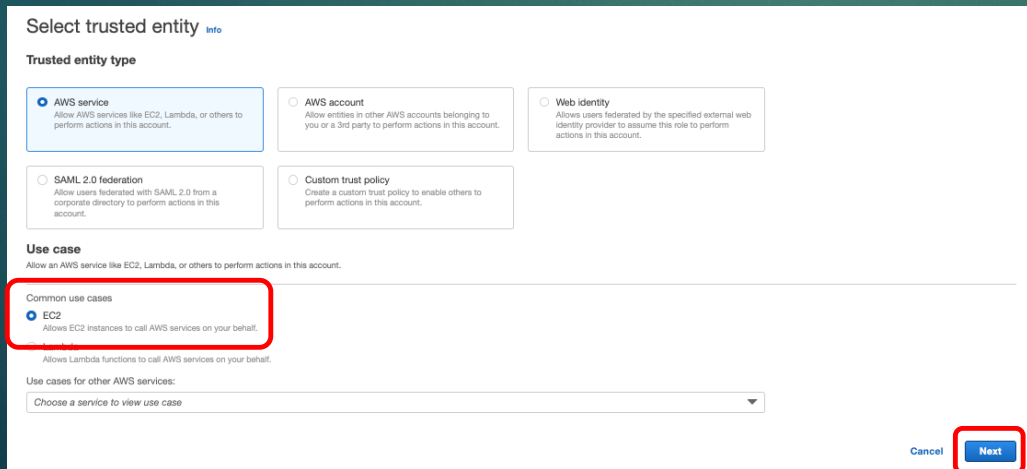 Select trusted entity Info
Trusted entity type
AWS service
Allow AWS services like EC2, Lambda, or others to
perform actions in this account.
AWS account
Allow entities in other AWS accounts belonging to
you or a 3rd party to perform actions in this account.
Web identity
Allows users federated by the specified external web
identity provider to assume this role to perform
actions in this account.
SAML 2.0 federation
Allow users federated with SAML 2.0 from a
corporate directory to perform actions in this
account.
Custom trust policy
Create a custom trust policy to enable others to
perform actions in this account.
Use case
Allow an AWS service like EC2, Lambda, or others to perform actions in this account.
Common use cases
EC2
Allows EC2 instances to call AWS services on your behalf.
Lambda
Allows Lambda functions to call AWS services on your behalf.
Use cases for other AWS services:
Choose a service to view use case
Cancel
Next